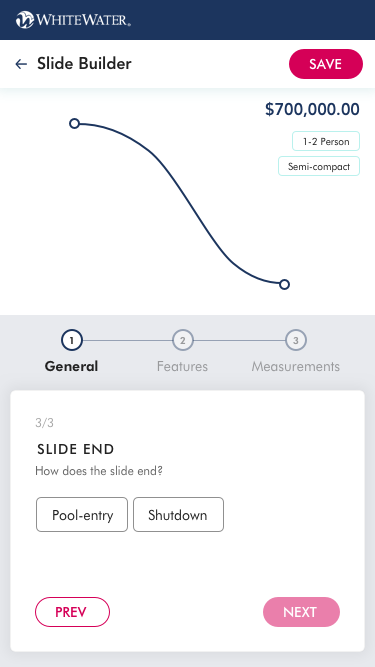 WHITEWATER®
← Slide Builder
SAVE
$700,000.00
1-2 Person
Semi-compact
1 2 3
General Features Measurements
3/3
SLIDE END
How does the slide end?
Pool-entry Shutdown
PREV NEXT